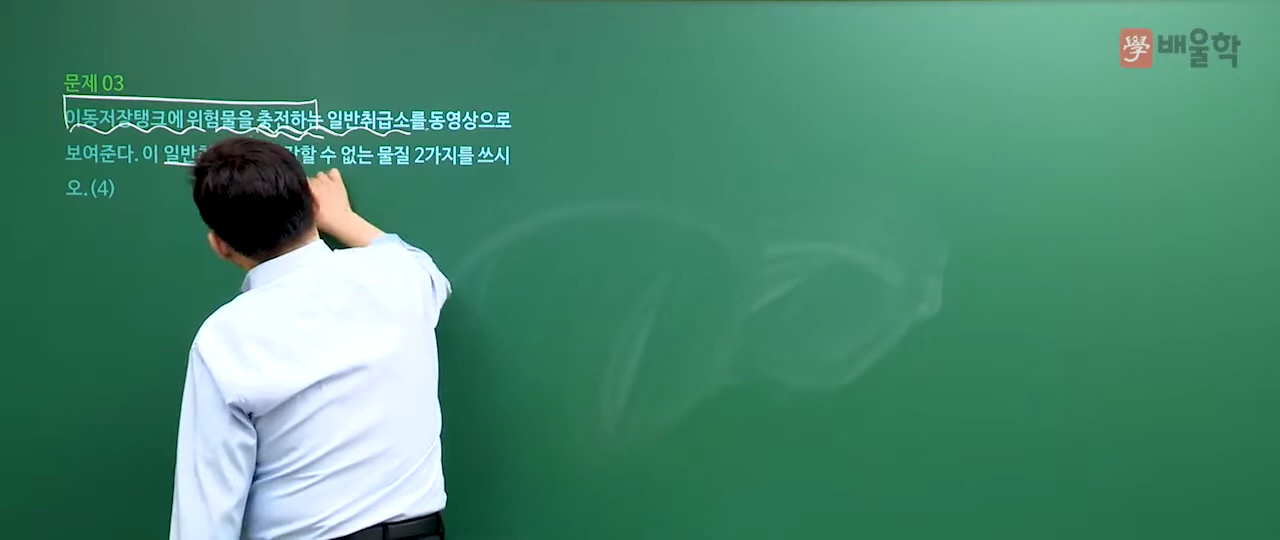 學 배울학
문제 03
이동저장탱크에 위험물을 충전하는 일반취급소를 동영상으로
보여준다. 이 할 수 없는 물질 2가지를 쓰시
오. (4)